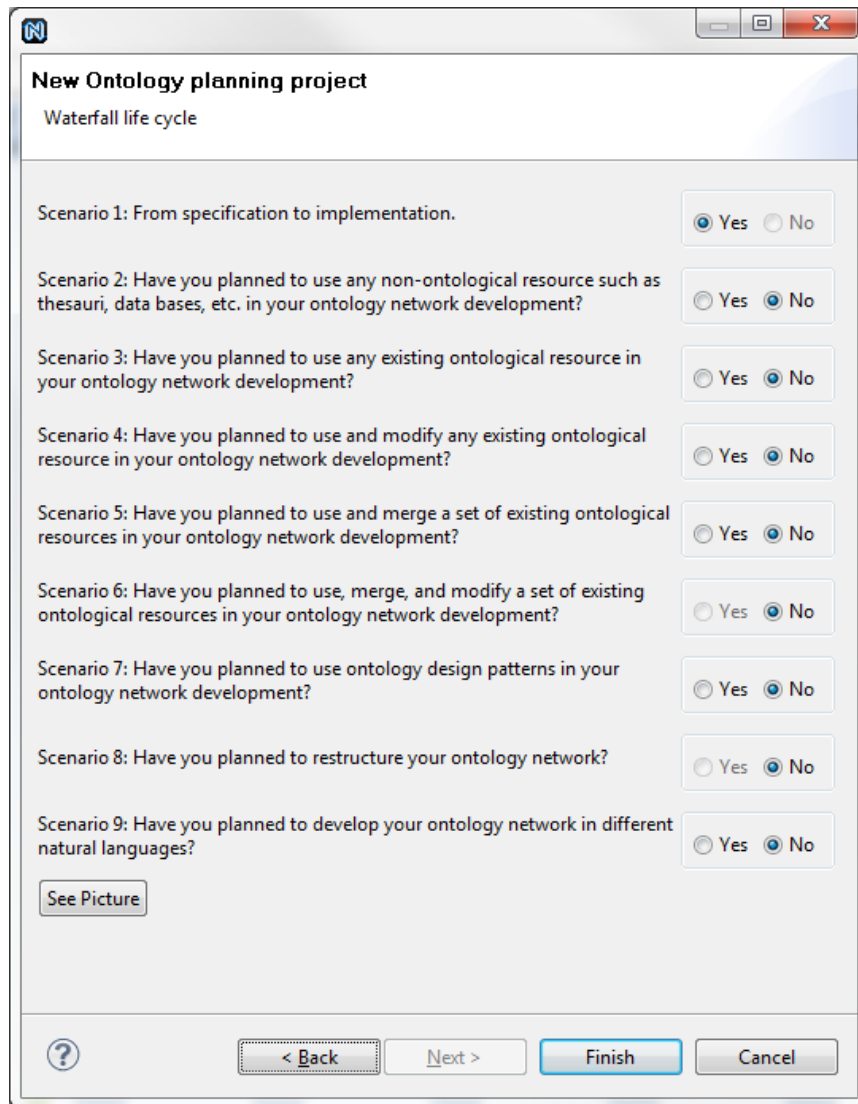 New Ontology planning project
Waterfall life cycle
Scenario 1: From specification to implementation.
Yes No
Scenario 2: Have you planned to use any non-ontological resource such as
thesauri, data bases, etc. in your ontology network development?
Yes No
Scenario 3: Have you planned to use any existing ontological resource in
your ontology network development?
Yes No
Scenario 4: Have you planned to use and modify any existing ontological
resource in your ontology network development?
Yes No
Scenario 5: Have you planned to use and merge a set of existing ontological
resources in your ontology network development?
Yes No
Scenario 6: Have you planned to use, merge, and modify a set of existing
ontological resources in your ontology network development?
Yes No
Scenario 7: Have you planned to use ontology design patterns in your
ontology network development?
Yes No
Scenario 8: Have you planned to restructure your ontology network?
Yes No
Scenario 9: Have you planned to develop your ontology network in different
natural languages?
Yes No
See Picture
? < Back Next > Finish Cancel